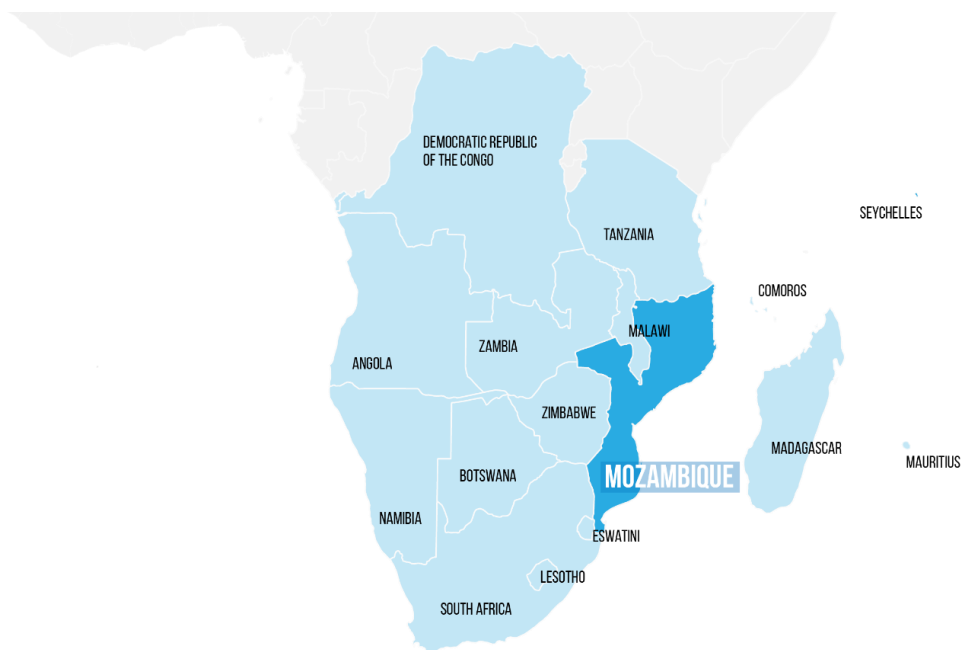 DEMOCRATIC REPUBLIC
OF THE CONGO
SEYCHELLES
TANZANIA
COMOROS
MALAWI
ZAMBIA
ANGOLA
ZIMBABWE
MADAGASCAR
MAURITIUS
BOTSWANA
MOZAMBIQUE
NAMIBIA
ESWATINI
LESOTHO
SOUTH AFRICA